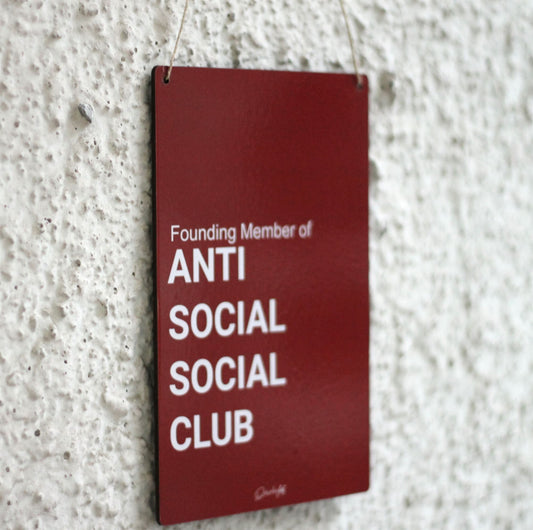 Founding Member of
ANTI
SOCIAL
SOCIAL
CLUB